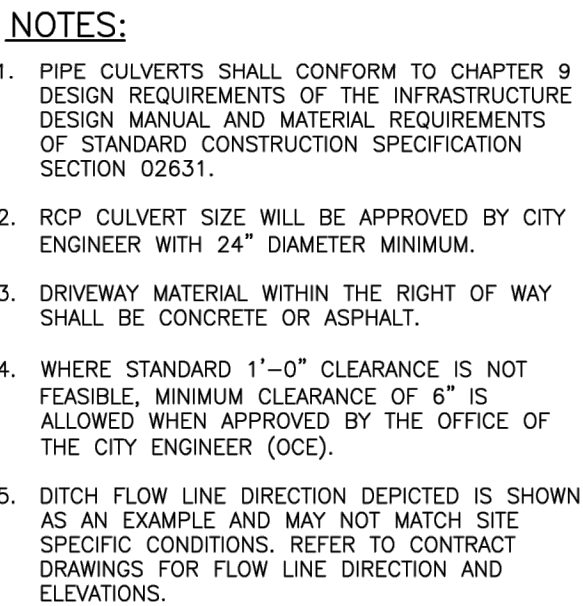 NOTES:
1. PIPE CULVERTS SHALL CONFORM TO CHAPTER 9
DESIGN REQUIREMENTS OF THE INFRASTRUCTURE
DESIGN MANUAL AND MATERIAL REQUIREMENTS
OF STANDARD CONSTRUCTION SPECIFICATION
SECTION 02631.
2. RCP CULVERT SIZE WILL BE APPROVED BY CITY
ENGINEER WITH 24" DIAMETER MINIMUM.
3. DRIVEWAY MATERIAL WITHIN THE RIGHT OF WAY
SHALL BE CONCRETE OR ASPHALT.
4. WHERE STANDARD 1'-0" CLEARANCE IS NOT
FEASIBLE, MINIMUM CLEARANCE OF 6" IS
ALLOWED WHEN APPROVED BY THE OFFICE OF
THE CITY ENGINEER (OCE).
5. DITCH FLOW LINE DIRECTION DEPICTED IS SHOWN
AS AN EXAMPLE AND MAY NOT MATCH SITE
SPECIFIC CONDITIONS. REFER TO CONTRACT
DRAWINGS FOR FLOW LINE DIRECTION AND
ELEVATIONS.